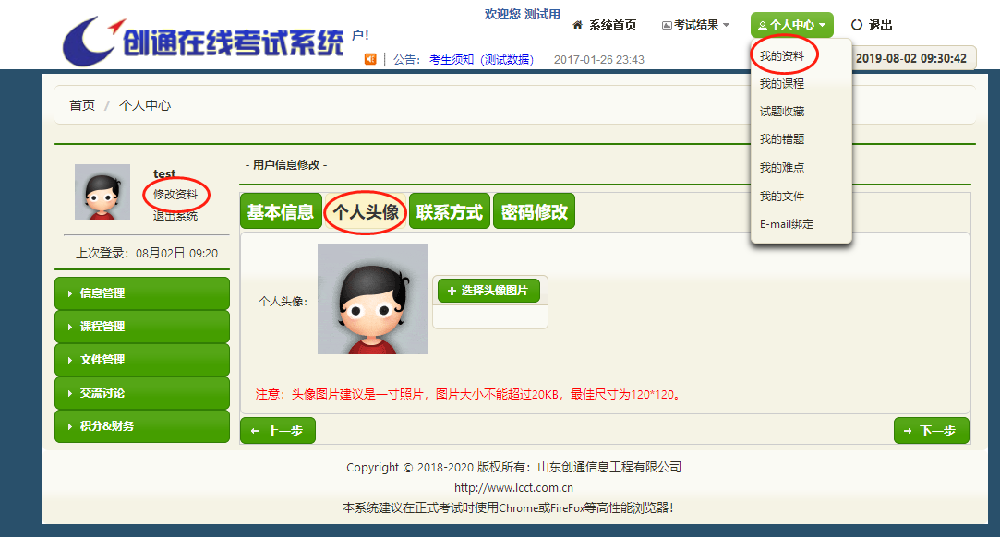 创通在线考试系统
欢迎您 测试用
户!
系统首页
考试结果
个人中心
退出
公告： 考生须知（测试数据） 2017-01-26 23:43
2019-08-02 09:30:42
我的资料
我的课程
试题收藏
我的错题
我的难点
我的文件
E-mail绑定
首页 / 个人中心
test
修改资料
退出系统
上次登录： 08月02日 09:20
信息管理
课程管理
文件管理
交流讨论
积分&财务
- 用户信息修改 -
基本信息 个人头像 联系方式 密码修改
个人头像：
选择头像图片
注意：头像图片建议是一寸照片，图片大小不能超过20KB，最佳尺寸为120*120。
上一步
下一步
Copyright © 2018-2020 版权所有：山东创通信息工程有限公司
http://www.lcct.com.cn
本系统建议在正式考试时使用Chrome或FireFox等高性能浏览器!